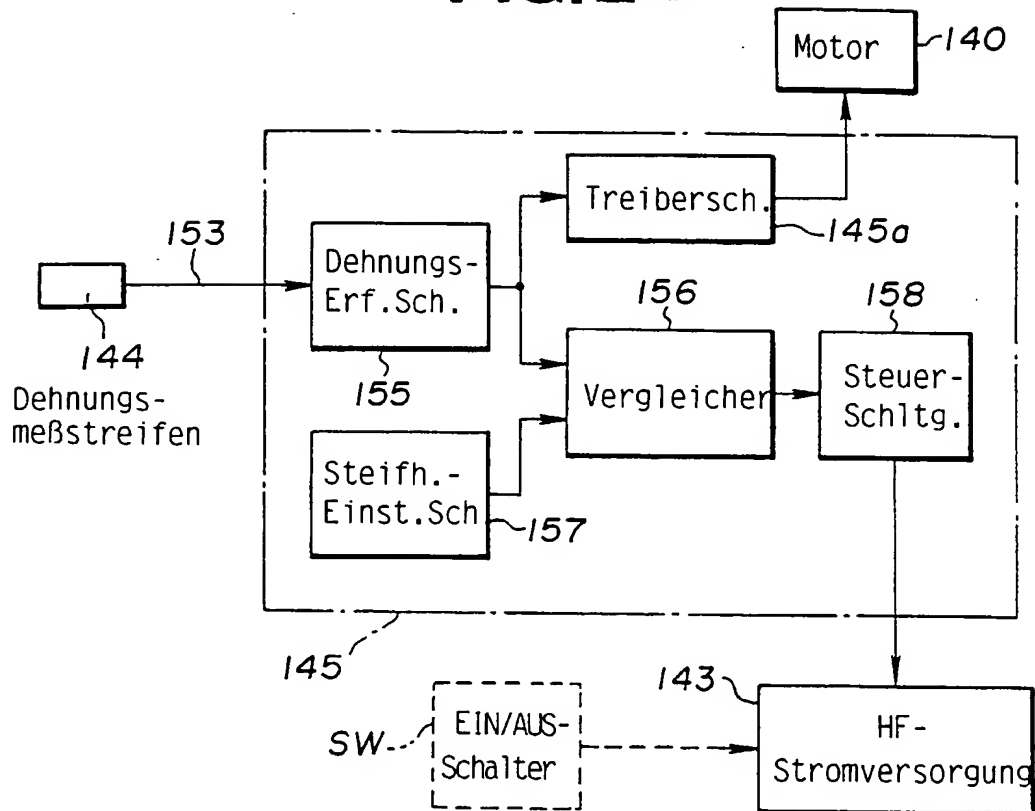 Motor
140
Treibersch.
145a
153
Dehnungs-
Erf.Sch.
155
144
Dehnungs-
meßstreifen
156
Vergleicher
158
Steuer-
Schltg.
Steifh.-
Einst.Sch
157
145
143
SW
EIN/AUS-
Schalter
HF-
Stromversorgung